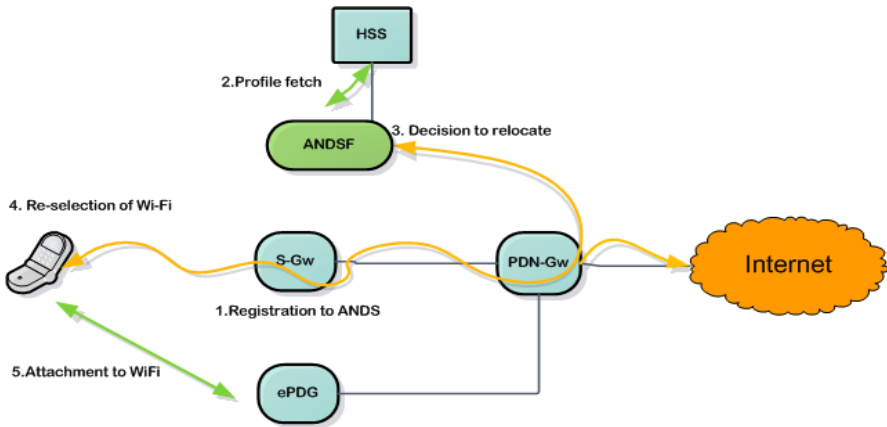 HSS
2.Profile fetch
3. Decision to relocate
ANDSF
4. Re-selection of Wi-Fi
S-Gw
PDN-Gw
Internet
1.Registration to ANDS
5.Attachment to WiFi
ePDG